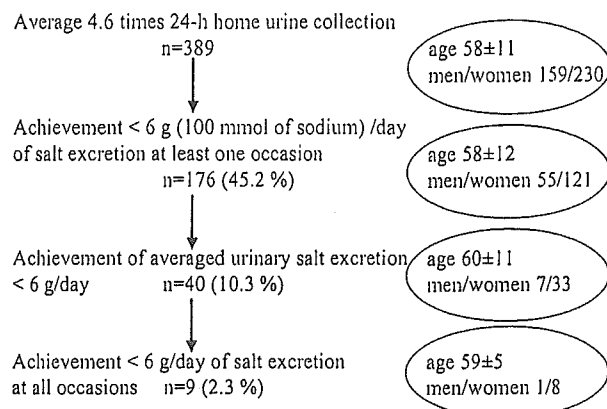 Average 4.6 times 24-h home urine collection
n=389
age 58±11
men/women 159/230
Achievement < 6 g (100 mmol of sodium) /day
of salt excretion at least one occasion
n=176 (45.2 %)
age 58±12
men/women 55/121
Achievement of averaged urinary salt excretion
< 6 g/day n=40 (10.3 %)
age 60±11
men/women 7/33
Achievement < 6 g/day of salt excretion
at all occasions n=9 (2.3 %)
age 59±5
men/women 1/8